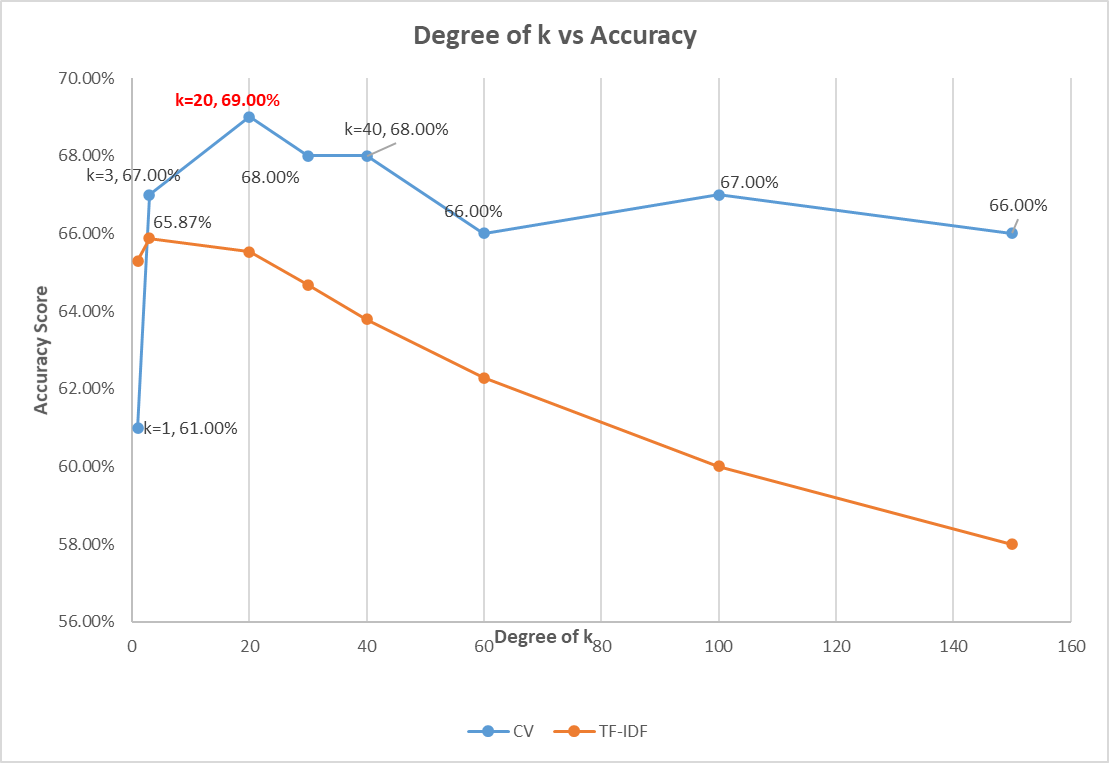 Degree of k vs Accuracy
70.00%
k=20, 69.00%
k=40, 68.00%
68.00%
k=3, 67.00%
68.00%
67.00%
66.00%
66.00%
65.87%
66.00%
64.00%
Accuracy Score
62.00%
k=1, 61.00%
60.00%
58.00%
56.00%
0 20 40 60 80 100 120 140 160
Degree of k
CV TF-IDF